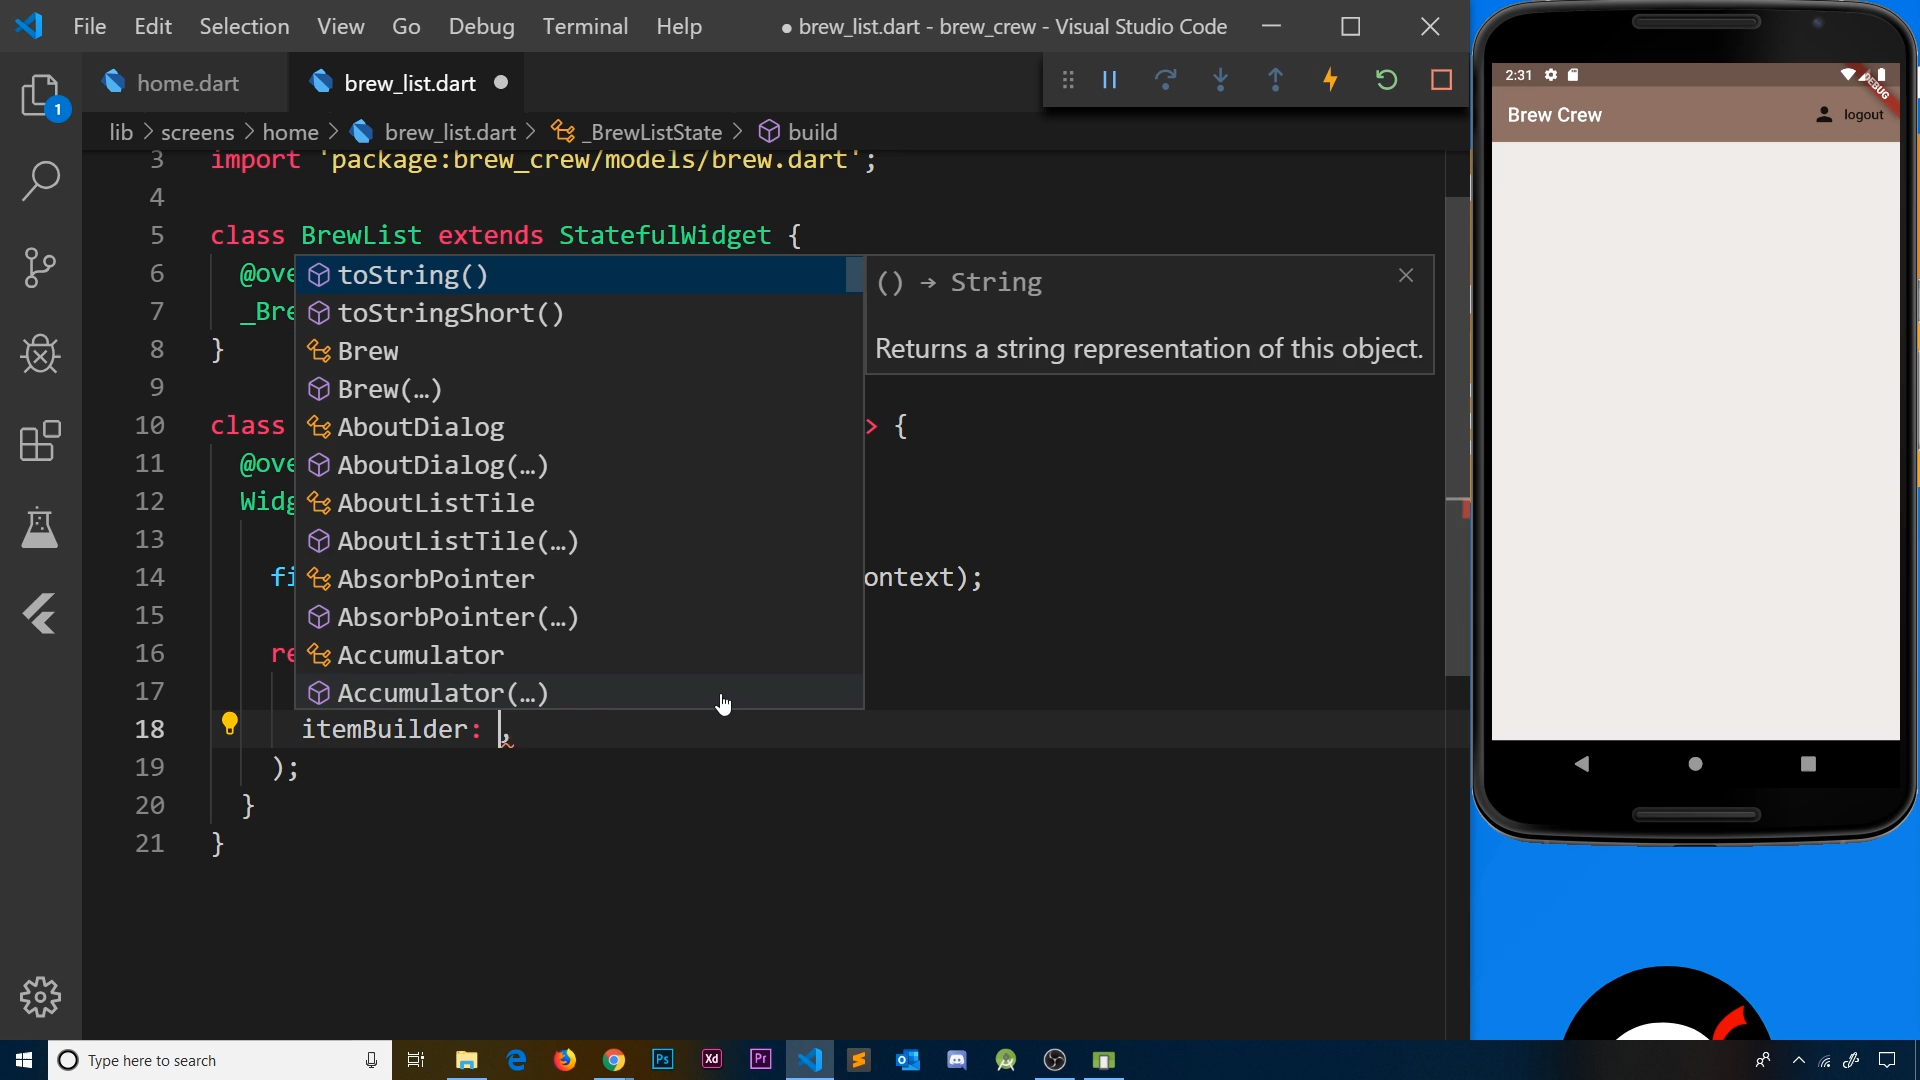 File Edit Selection View Go Debug Terminal Help ● brew_list.dart - brew_crew - Visual Studio Code
home.dart brew_list.dart
lib > screens > home > brew_list.dart > _BrewListState > build
3 import 'package:brew_crew/models/brew.dart';
4
5 class BrewList extends StatefulWidget {
6 @ove
7 _Bre
8 }
9
10 class > {
11 @ove
12 Widg
13
14 fi ontext);
15
16 re
17
18 itemBuilder: ,
19 );
20 }
21 }
toString()
toStringShort()
Brew
Brew(…)
AboutDialog
AboutDialog(…)
AboutListTile
AboutListTile(…)
AbsorbPointer
AbsorbPointer(…)
Accumulator
Accumulator(…)
() → String
Returns a string representation of this object.
1
2:31
DEBUG
Brew Crew logout
Type here to search
Ps Xd Pr